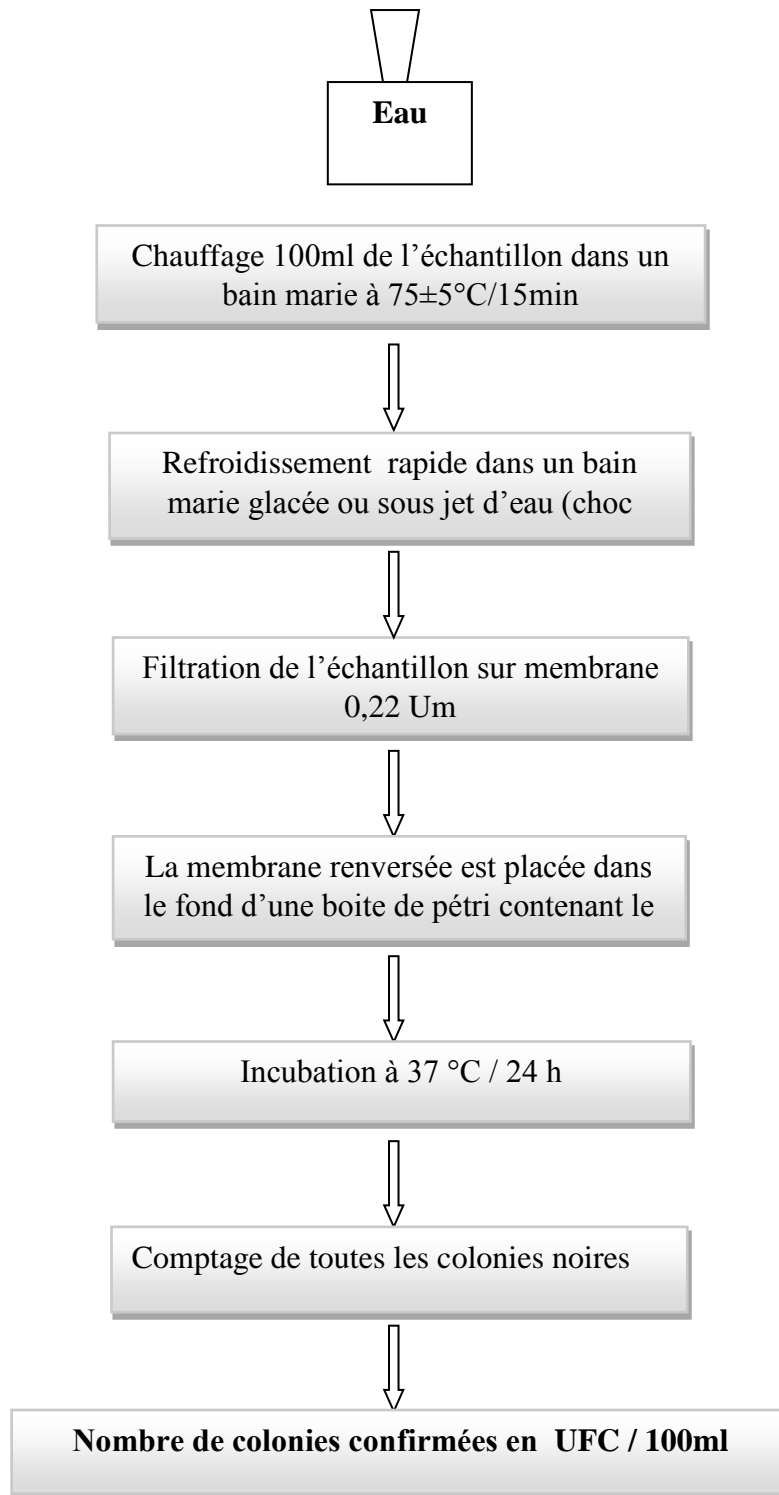 Eau
Chauffage 100ml de l’échantillon dans un
bain marie à 75±5°C/15min
Refroidissement rapide dans un bain
marie glacée ou sous jet d’eau (choc
Filtration de l’échantillon sur membrane
0,22 Um
La membrane renversée est placée dans
le fond d’une boite de pétri contenant le
Incubation à 37 °C / 24 h
Comptage de toutes les colonies noires
Nombre de colonies confirmées en UFC / 100ml